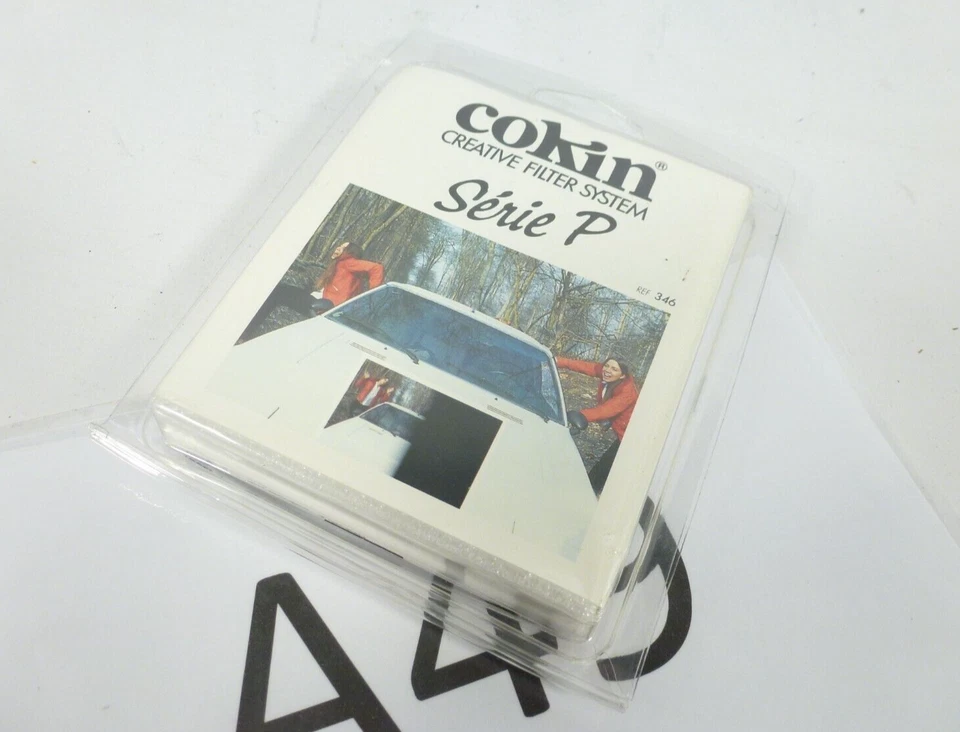 cokin®
CREATIVE FILTER SYSTEM
Série P
REF 346